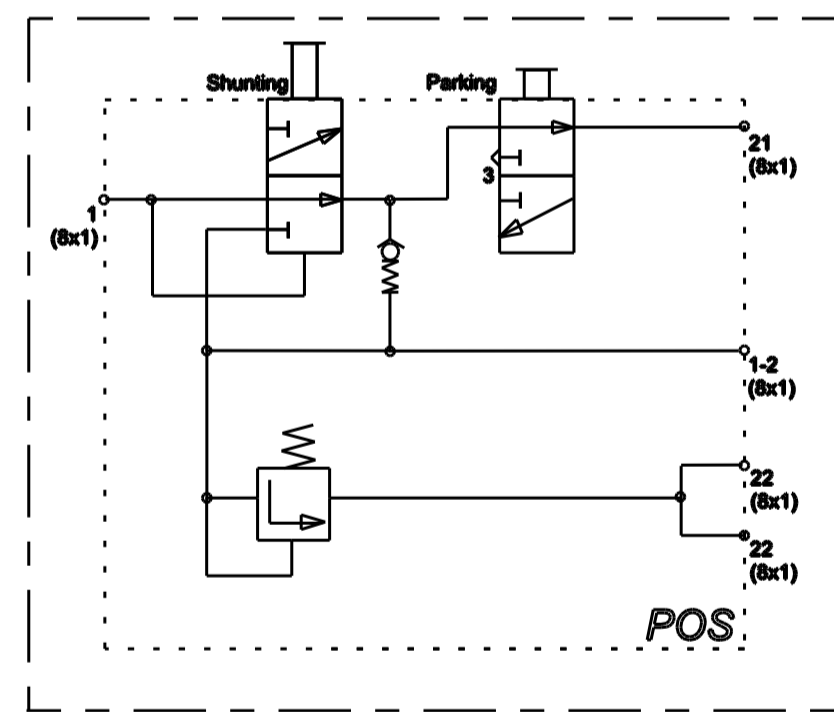 Shunting
Parking
21
(8x1)
3
1
(8x1)
1-2
(8x1)
22
(8x1)
22
(8x1)
POS